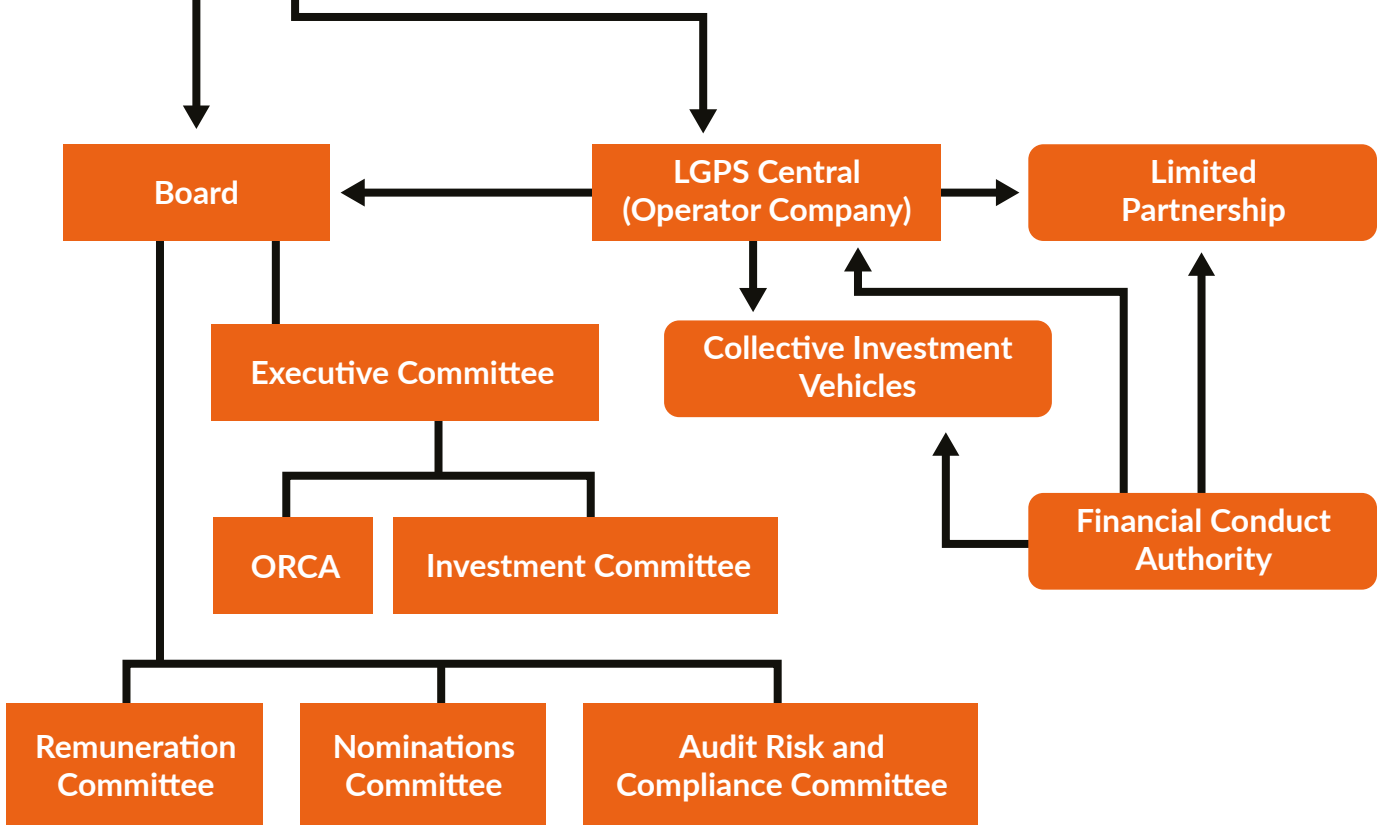 Board
LGPS Central
(Operator Company)
Limited
Partnership
Executive Committee
Collective Investment
Vehicles
ORCA
Investment Committee
Financial Conduct
Authority
Remuneration
Committee
Nominations
Committee
Audit Risk and
Compliance Committee